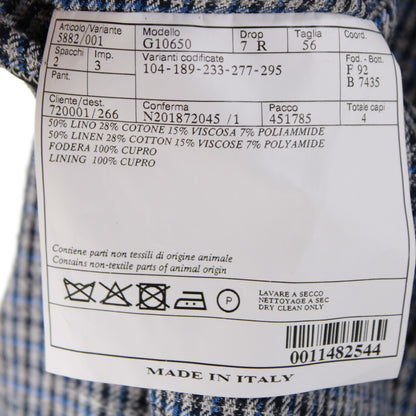 Articolo/Variante Modello Drop Taglia Coord.
5882/001 G10650 7 R 56
Spacchi Imp. Varianti codificate Fod. - Bott.
2 3 104-189-233-277-295 F 92
Pant. B 7435
Cliente/dest. Conferma Pacco Totale capi
720001/266 N201872045 /1 451785 4
50% LINO 28% COTONE 15% VISCOSA 7% POLIAMMIDE
50% LINEN 28% COTTON 15% VISCOSE 7% POLYAMIDE
FODERA 100% CUPRO
LINING 100% CUPRO
Contiene parti non tessili di origine animale
Contains non-textile parts of animal origin
P
LAVARE A SECCO
NETTOYAGE A SEC
DRY CLEAN ONLY
0011482544
MADE IN ITALY